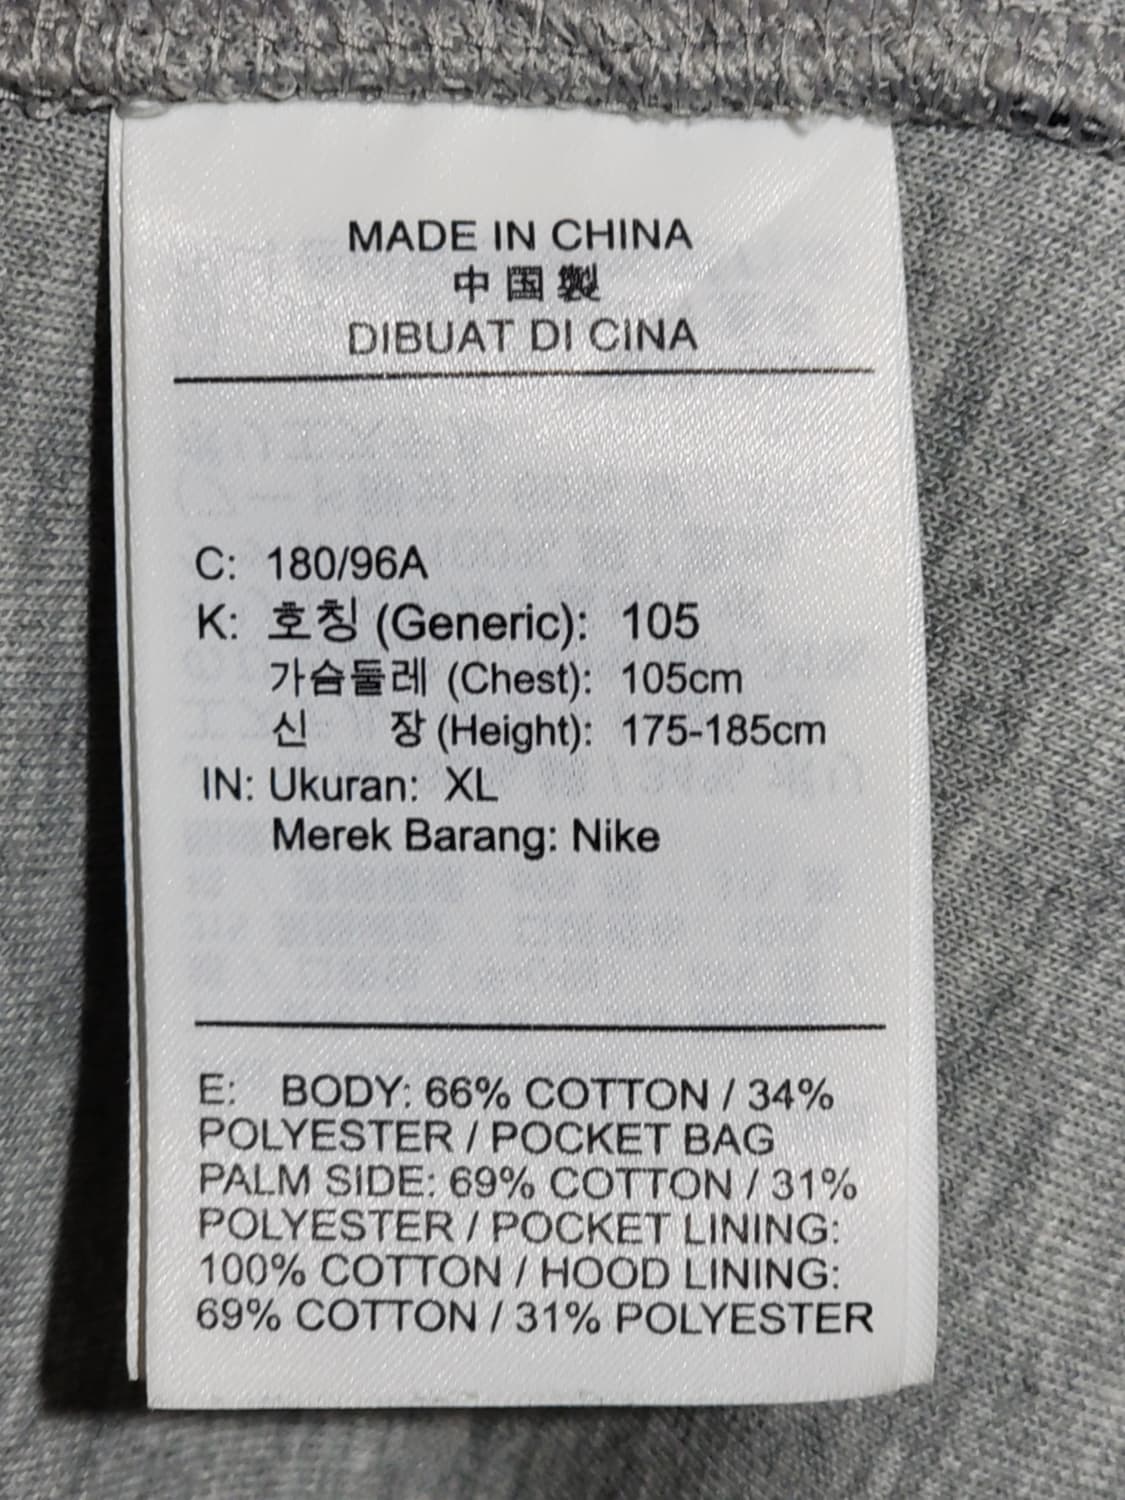 MADE IN CHINA
中国製
DIBUAT DI CINA
C: 180/96A
K: 호칭 (Generic): 105
가슴둘레 (Chest): 105cm
신 장 (Height): 175-185cm
IN: Ukuran: XL
Merek Barang: Nike
E: BODY: 66% COTTON / 34%
POLYESTER / POCKET BAG
PALM SIDE: 69% COTTON / 31%
POLYESTER / POCKET LINING:
100% COTTON / HOOD LINING:
69% COTTON / 31% POLYESTER